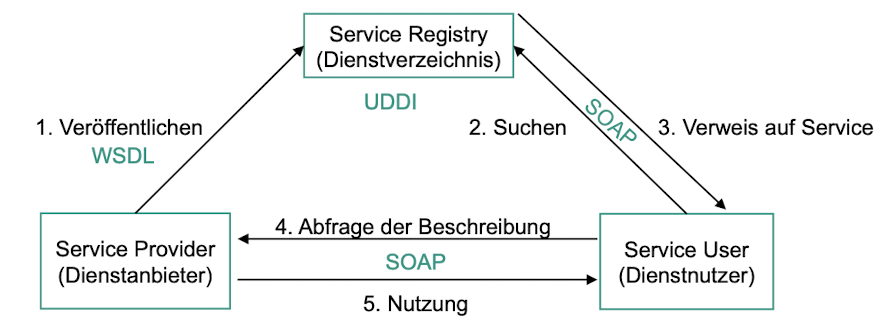 Service Registry
(Dienstverzeichnis)
UDDI
1. Veröffentlichen
WSDL
2. Suchen
SOAP
3. Verweis auf Service
Service Provider
(Dienstanbieter)
4. Abfrage der Beschreibung
SOAP
5. Nutzung
Service User
(Dienstnutzer)